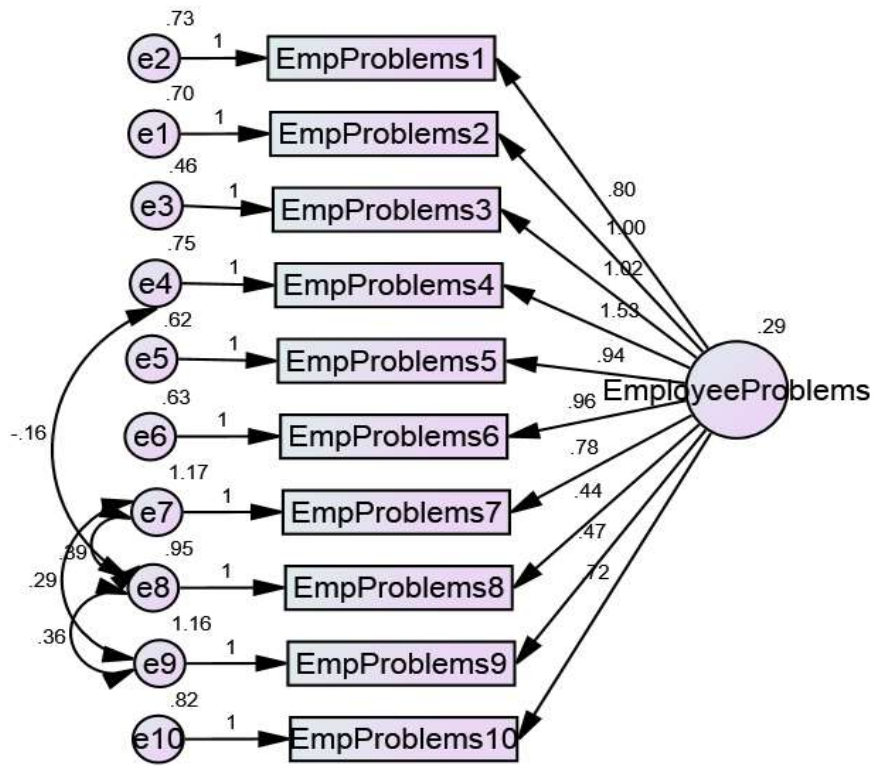 .73
e2 1 EmpProblems1
.70
e1 1 EmpProblems2
.46
e3 1 EmpProblems3
.75
e4 1 EmpProblems4
.62
e5 1 EmpProblems5
.63
e6 1 EmpProblems6
1.17
e7 1 EmpProblems7
.95
e8 1 EmpProblems8
1.16
e9 1 EmpProblems9
.82
e10 1 EmpProblems10
-.16
.39
.29
.36
.80
1.00
1.02
1.53
.94
.96
.78
.44
.47
.72
.29
EmployeeProblems